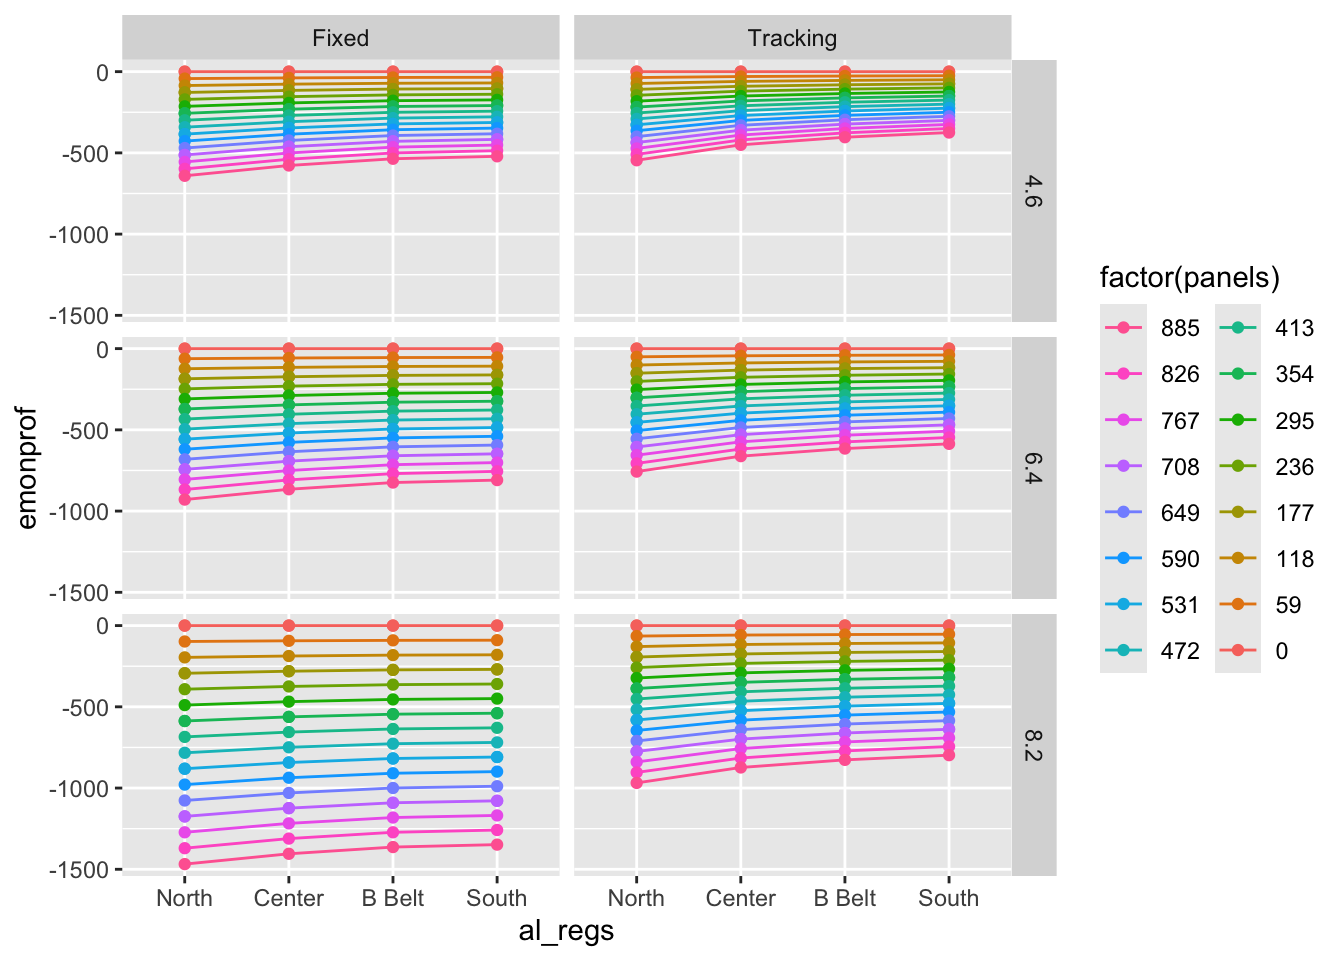 Fixed
Tracking
0
-500
-1000
-1500
4.6
0
-500
-1000
-1500
6.4
0
-500
-1000
-1500
8.2
North
Center
B Belt
South
North
Center
B Belt
South
al_regs
emonprof
factor(panels)
885
413
826
354
767
295
708
236
649
177
590
118
531
59
472
0